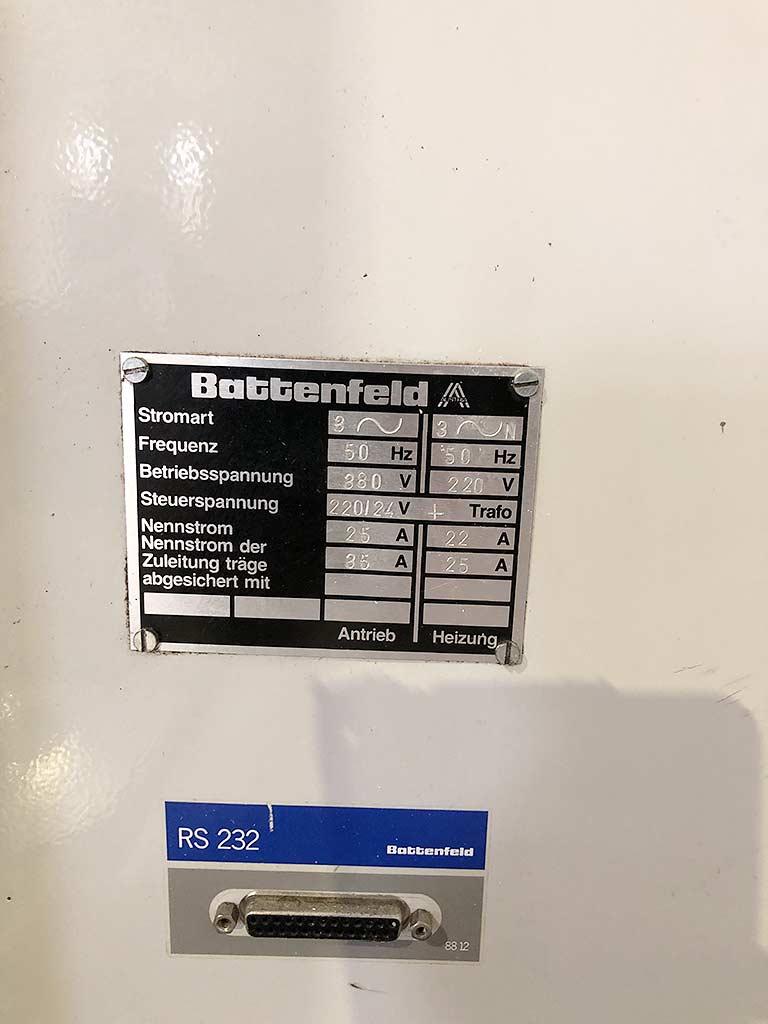 Battenfeld
Stromart 3 ~ 3 ~ N
Frequenz 50 Hz 50 Hz
Betriebsspannung 380 V 220 V
Steuerspannung 220/24 V + Trafo
Nennstrom 25 A 22 A
Nennstrom der
Zuleitung träge 35 A 25 A
abgesichert mit
Antrieb Heizung
RS 232
Battenfeld
88 12